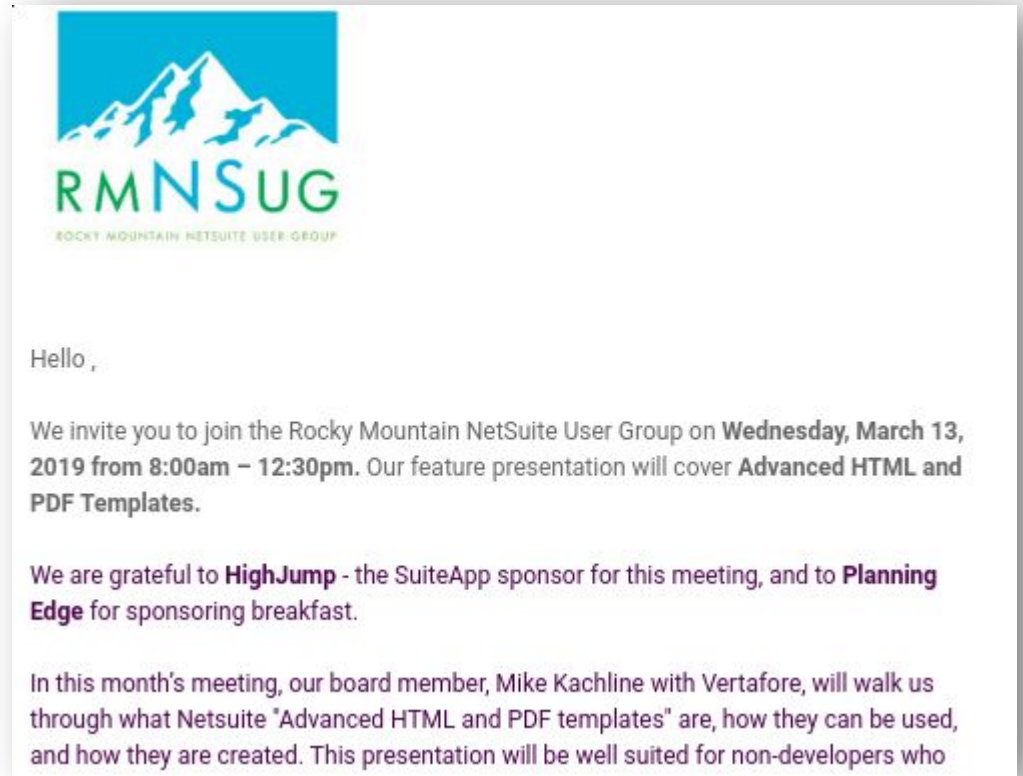 RMNSUG
ROCKY MOUNTAIN NETSUITE USER GROUP
Hello ,
We invite you to join the Rocky Mountain NetSuite User Group on Wednesday, March 13,
2019 from 8:00am – 12:30pm. Our feature presentation will cover Advanced HTML and
PDF Templates.
We are grateful to HighJump - the SuiteApp sponsor for this meeting, and to Planning
Edge for sponsoring breakfast.
In this month's meeting, our board member, Mike Kachline with Vertafore, will walk us
through what Netsuite "Advanced HTML and PDF templates" are, how they can be used,
and how they are created. This presentation will be well suited for non-developers who